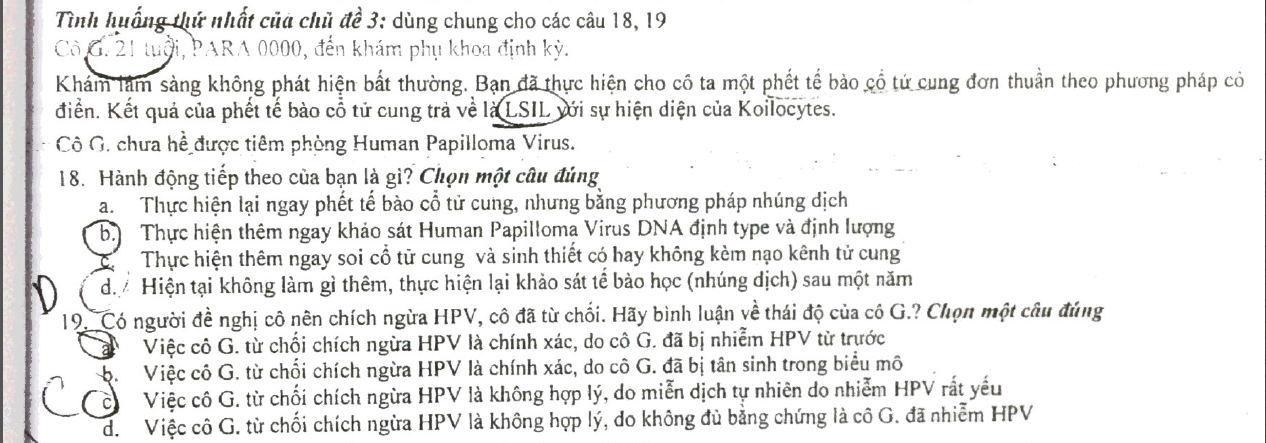 Tình huống thứ nhất của chủ đề 3: dùng chung cho các câu 18, 19
Cô G. 21 tuổi, PARA 0000, đến khám phụ khoa định kỳ.
Khám lâm sàng không phát hiện bất thường. Bạn đã thực hiện cho cô ta một phết tế bào cổ tử cung đơn thuần theo phương pháp cổ
điển. Kết quả của phết tế bào cổ tử cung trả về là LSIL với sự hiện diện của Koilocytes.
Cô G. chưa hề được tiêm phòng Human Papilloma Virus.
18. Hành động tiếp theo của bạn là gì? Chọn một câu đúng
a. Thực hiện lại ngay phết tế bào cổ tử cung, nhưng bằng phương pháp nhúng dịch
b. Thực hiện thêm ngay khảo sát Human Papilloma Virus DNA định type và định lượng
c. Thực hiện thêm ngay soi cổ tử cung và sinh thiết có hay không kèm nạo kênh tử cung
D d. Hiện tại không làm gì thêm, thực hiện lại khảo sát tế bào học (nhúng dịch) sau một năm
19. Có người đề nghị cô nên chích ngừa HPV, cô đã từ chối. Hãy bình luận về thái độ của cô G.? Chọn một câu đúng
a. Việc cô G. từ chối chích ngừa HPV là chính xác, do cô G. đã bị nhiễm HPV từ trước
b. Việc cô G. từ chối chích ngừa HPV là chính xác, do cô G. đã bị tân sinh trong biểu mô
C c. Việc cô G. từ chối chích ngừa HPV là không hợp lý, do miễn dịch tự nhiên do nhiễm HPV rất yếu
d. Việc cô G. từ chối chích ngừa HPV là không hợp lý, do không đủ bằng chứng là cô G. đã nhiễm HPV